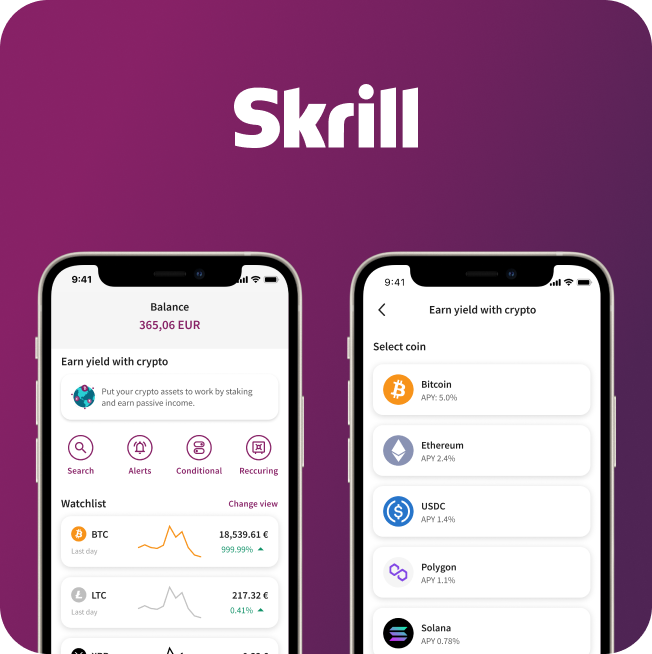 Skrill
9:41
Balance
365,06 EUR
Earn yield with crypto
Put your crypto assets to work by staking
and earn passive income.
Search
Alerts
Conditional
Reccuring
Watchlist
Change view
BTC
18,539.61 €
Last day
999.99%
LTC
217.32 €
Last day
0.41%
9:41
Earn yield with crypto
Select coin
Bitcoin
APY: 5.0%
Ethereum
APY 2.4%
USDC
APY 1.4%
Polygon
APY 1.1%
Solana
APY 0.78%